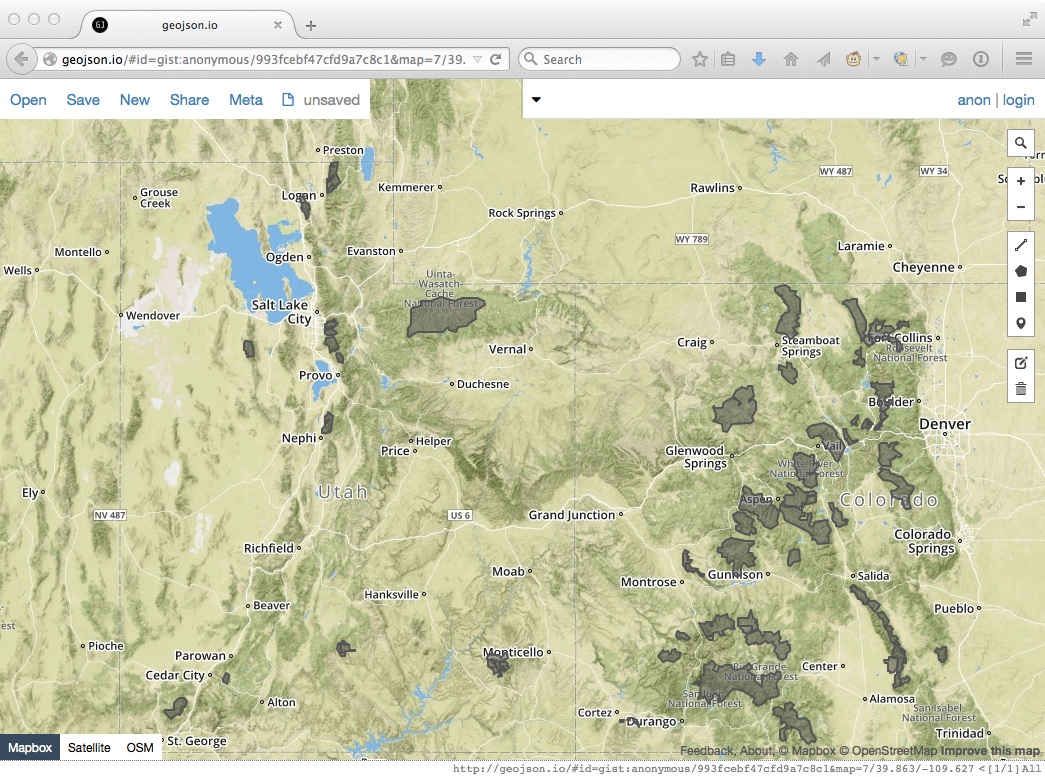 GJ
geojson.io
geojson.io/#id=gist:anonymous/993fcebf47cfd9a7c8c1&map=7/39.
Search
Open
Save
New
Share
Meta
unsaved
anon | login
Preston
Logan
Grouse
Creek
Kemmerer
Rock Springs
Rawlins
WY 487
WY 34
WY 789
Montello
Wells
Ogden
Evanston
Laramie
Cheyenne
Uinta-
Wasatch
Cache
National Forest
Wendover
Salt Lake
City
Vernal
Craig
Steamboat
Springs
Fort Collins
Roosevelt
National Forest
Provo
Duchesne
Boulder
Denver
Nephi
Helper
Price
Glenwood
Springs
Vail
White River
National Forest
Utah
Ely
NV 487
US 6
Grand Junction
Aspen
Colorado
Colorado
Springs
Richfield
Moab
Montrose
Gunnison
Salida
Hanksville
Beaver
Pueblo
est
Pioche
Parowan
Cedar City
Monticello
Rio Grande
National Forest
Center
Alton
San Juan
National Forest
Alamosa
San Isabel
National Forest
Cortez
Durango
Trinidad
St. George
Mapbox
Satellite
OSM
Feedback, About, © Mapbox © OpenStreetMap Improve this map
http://geojson.io/#id=gist:anonymous/993fcebf47cfd9a7c8c1&map=7/39.863/-109.627 < [1/1] All